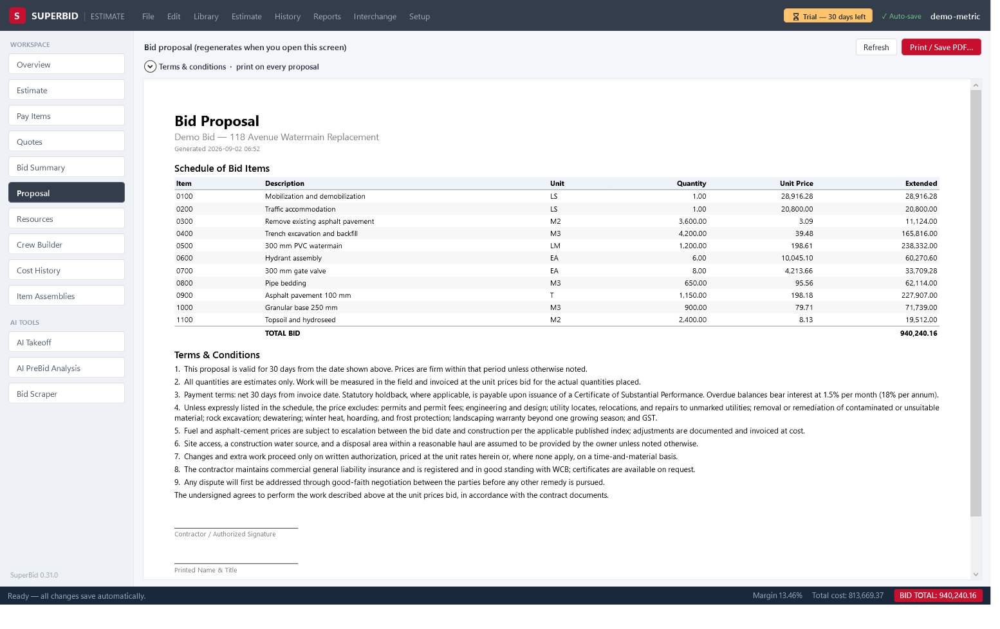 S SUPERBID ESTIMATE File Edit Library Estimate History Reports Interchange Setup Trial — 30 days left ✓ Auto-save demo-metric
WORKSPACE
Overview
Estimate
Pay Items
Quotes
Bid Summary
Proposal
Resources
Crew Builder
Cost History
Item Assemblies
AI TOOLS
AI Takeoff
AI PreBid Analysis
Bid Scraper
SuperBid 0.31.0
Bid proposal (regenerates when you open this screen) Refresh Print / Save PDF...
Terms & conditions · print on every proposal
Bid Proposal
Demo Bid — 118 Avenue Watermain Replacement
Generated 2026-09-02 06:52
Schedule of Bid Items
Item Description Unit Quantity Unit Price Extended
0100 Mobilization and demobilization LS 1.00 28,916.28 28,916.28
0200 Traffic accommodation LS 1.00 20,800.00 20,800.00
0300 Remove existing asphalt pavement M2 3,600.00 3.09 11,124.00
0400 Trench excavation and backfill M3 4,200.00 39.48 165,816.00
0500 300 mm PVC watermain LM 1,200.00 198.61 238,332.00
0600 Hydrant assembly EA 6.00 10,045.10 60,270.60
0700 300 mm gate valve EA 8.00 4,213.66 33,709.28
0800 Pipe bedding M3 650.00 95.56 62,114.00
0900 Asphalt pavement 100 mm T 1,150.00 198.18 227,907.00
1000 Granular base 250 mm M3 900.00 79.71 71,739.00
1100 Topsoil and hydroseed M2 2,400.00 8.13 19,512.00
TOTAL BID 940,240.16
Terms & Conditions
1. This proposal is valid for 30 days from the date shown above. Prices are firm within that period unless otherwise noted.
2. All quantities are estimates only. Work will be measured in the field and invoiced at the unit prices bid for the actual quantities placed.
3. Payment terms: net 30 days from invoice date. Statutory holdback, where applicable, is payable upon issuance of a Certificate of Substantial Performance. Overdue balances bear interest at 1.5% per month (18% per annum).
4. Unless expressly listed in the schedule, the price excludes: permits and permit fees; engineering and design; utility locates, relocations, and repairs to unmarked utilities; removal or remediation of contaminated or unsuitable
material; rock excavation; dewatering; winter heat, hoarding, and frost protection; landscaping warranty beyond one growing season; and GST.
5. Fuel and asphalt-cement prices are subject to escalation between the bid date and construction per the applicable published index; adjustments are documented and invoiced at cost.
6. Site access, a construction water source, and a disposal area within a reasonable haul are assumed to be provided by the owner unless noted otherwise.
7. Changes and extra work proceed only on written authorization, priced at the unit rates herein or, where none apply, on a time-and-material basis.
8. The contractor maintains commercial general liability insurance and is registered and in good standing with WCB; certificates are available on request.
9. Any dispute will first be addressed through good-faith negotiation between the parties before any other remedy is pursued.
The undersigned agrees to perform the work described above at the unit prices bid, in accordance with the contract documents.
Contractor / Authorized Signature
Printed Name & Title
Ready — all changes save automatically. Margin 13.46% Total cost: 813,669.37 BID TOTAL: 940,240.16